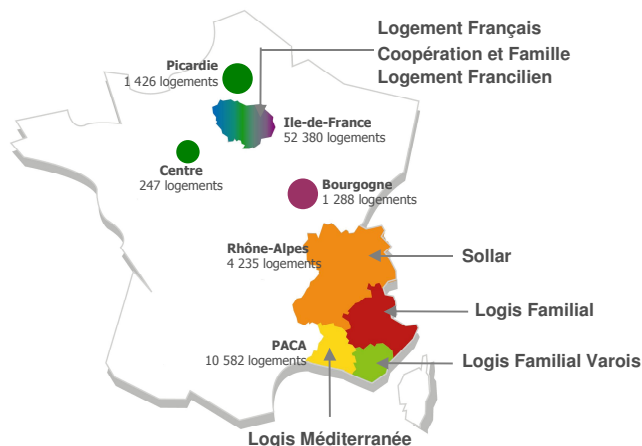 Logement Français
Coopération et Famille
Logement Francilien
Picardie
1 426 logements
Ile-de-France
52 380 logements
Centre
247 logements
Bourgogne
1 288 logements
Rhône-Alpes
4 235 logements
Sollar
Logis Familial
PACA
10 582 logements
Logis Familial Varois
Logis Méditerranée